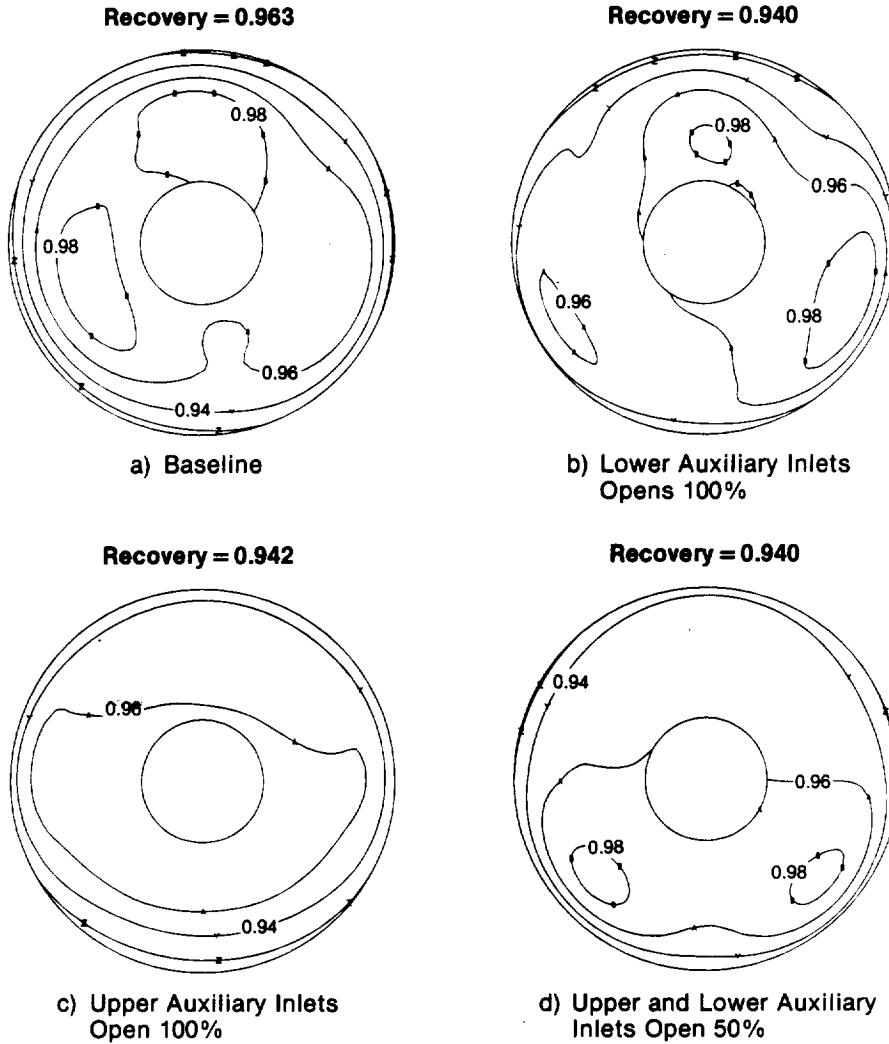 Recovery = 0.963
0.98
0.98
0.96
0.94
a) Baseline
Recovery = 0.940
0.98
0.96
0.96
0.98
b) Lower Auxiliary Inlets
Opens 100%
Recovery = 0.942
0.96
0.94
c) Upper Auxiliary Inlets
Open 100%
Recovery = 0.940
0.94
0.96
0.98
0.98
d) Upper and Lower Auxiliary
Inlets Open 50%